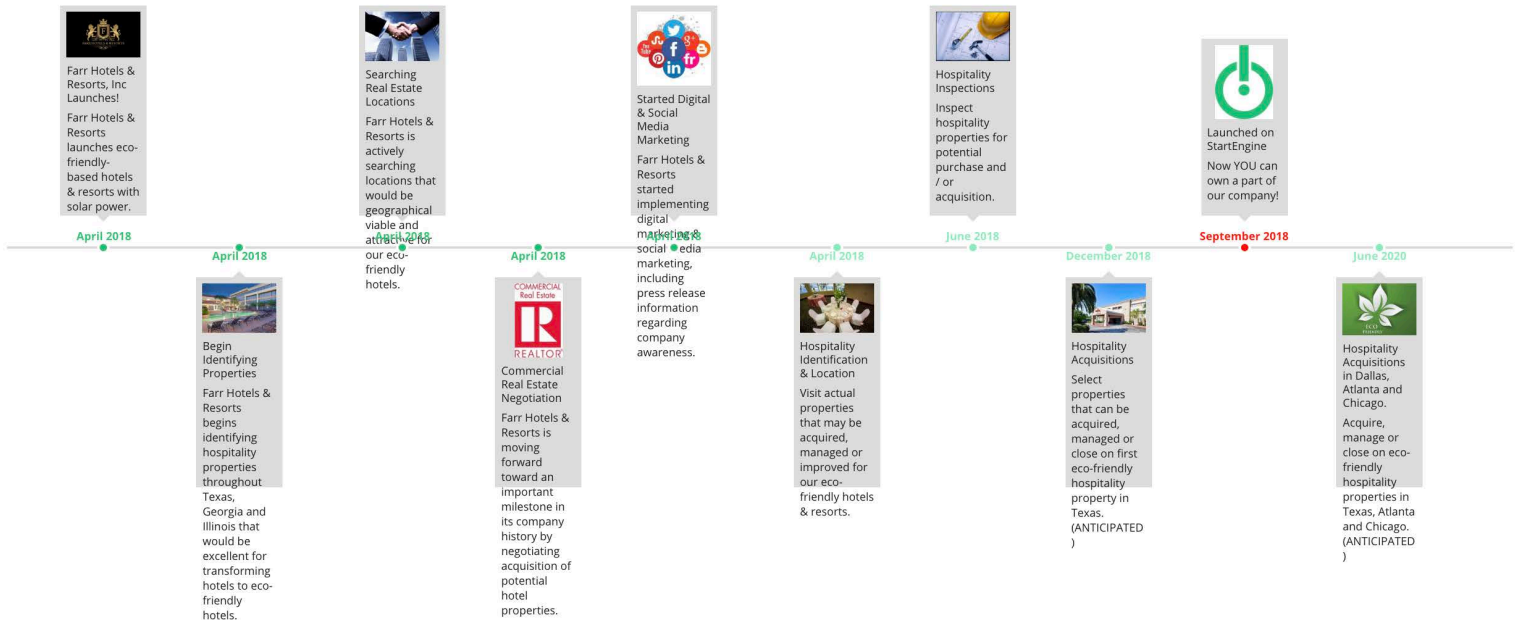 Farr Hotels &
Resorts, Inc
Launches!
Farr Hotels &
Resorts
launches eco-
friendly-
based hotels
& resorts with
solar power.
April 2018
April 2018
Begin
Identifying
Properties
Farr Hotels &
Resorts
begins
identifying
hospitality
properties
throughout
Texas,
Georgia and
Illinois that
would be
excellent for
transforming
hotels to eco-
friendly
hotels.
Searching
Real Estate
Locations
Farr Hotels &
Resorts is
actively
searching
locations that
would be
geographical
viable and
attractive for
our eco-
friendly
hotels.
April 2018
April 2018
COMMERCIAL
Real Estate
R
REALTOR®
Commercial
Real Estate
Negotiation
Farr Hotels &
Resorts is
moving
forward
toward an
important
milestone in
its company
history by
negotiating
acquisition of
potential
hotel
properties.
g+
f
fr
in
Started Digital
& Social
Media
Marketing
Farr Hotels &
Resorts
started
implementing
digital
marketing &
social media
marketing,
including
press release
information
regarding
company
awareness.
April 2018
April 2018
Hospitality
Identification
& Location
Visit actual
properties
that may be
acquired,
managed or
improved for
our eco-
friendly hotels
& resorts.
Hospitality
Inspections
Inspect
hospitality
properties for
potential
purchase and
/ or
acquisition.
June 2018
December 2018
Hospitality
Acquisitions
Select
properties
that can be
acquired,
managed or
close on first
eco-friendly
hospitality
property in
Texas.
(ANTICIPATED
)
Launched on
StartEngine
Now YOU can
own a part of
our company!
September 2018
June 2020
ECO
Hospitality
Acquisitions
in Dallas,
Atlanta and
Chicago.
Acquire,
manage or
close on eco-
friendly
hospitality
properties in
Texas, Atlanta
and Chicago.
(ANTICIPATED
)